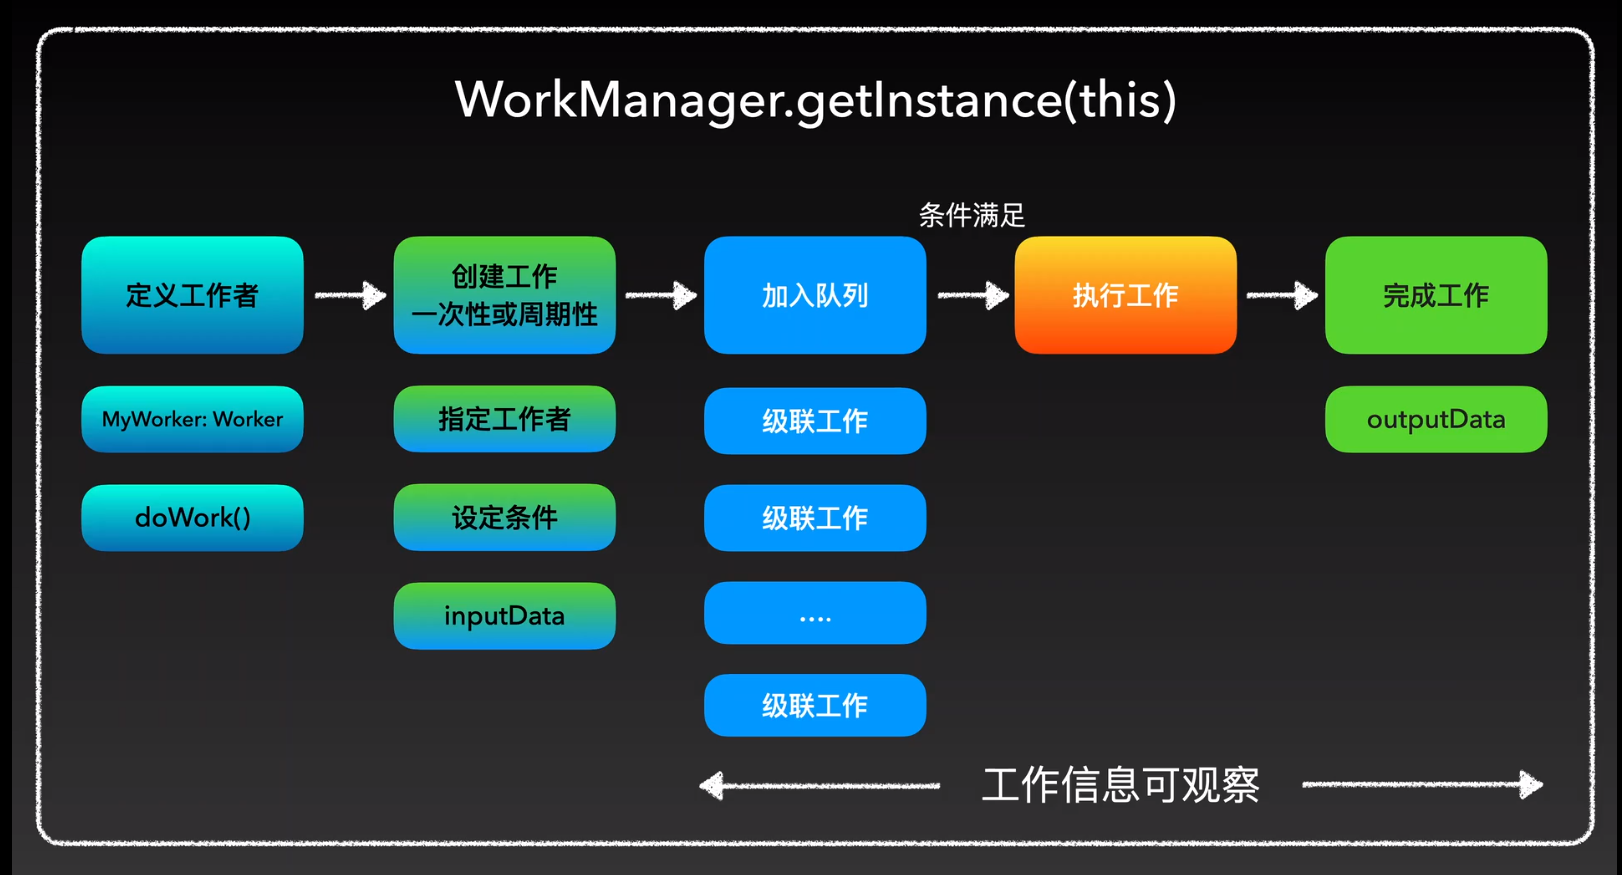 WorkManager.getInstance(this)
条件满足
定义工作者
创建工作
一次性或周期性
加入队列
执行工作
完成工作
MyWorker: Worker
指定工作者
级联工作
outputData
doWork()
设定条件
级联工作
inputData
....
级联工作
工作信息可观察